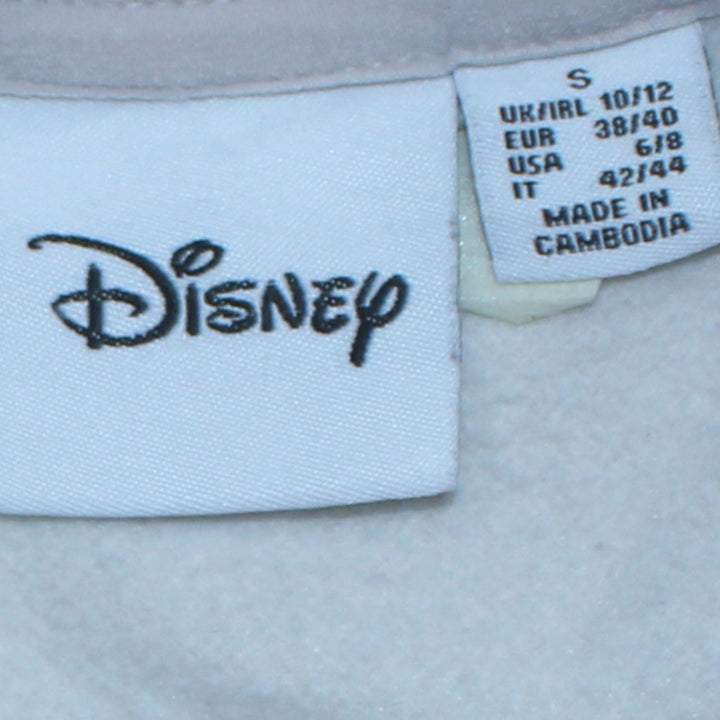 Disney
S
UK/IRL 10/12
EUR 38/40
USA 6/8
IT 42/44
MADE IN
CAMBODIA